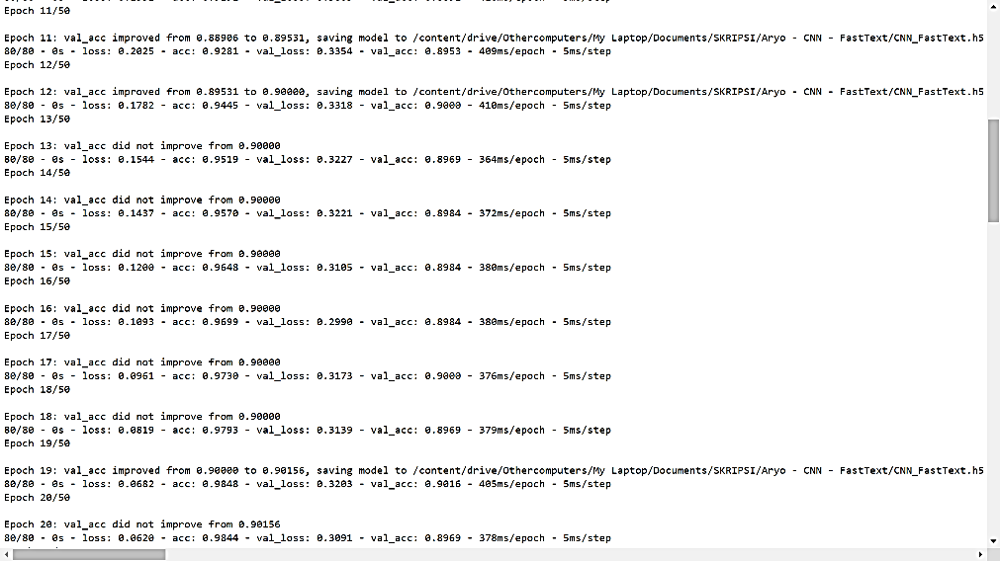 Epoch 11/50
Epoch 11: val_acc improved from 0.88906 to 0.89531, saving model to /content/drive/Othercomputers/My Laptop/Documents/SKRIPSI/Aryo - CNN - FastText/CNN_FastText.h5
80/80 - 0s - loss: 0.2025 - acc: 0.9281 - val_loss: 0.3354 - val_acc: 0.8953 - 409ms/epoch - 5ms/step
Epoch 12/50
Epoch 12: val_acc improved from 0.89531 to 0.90000, saving model to /content/drive/Othercomputers/My Laptop/Documents/SKRIPSI/Aryo - CNN - FastText/CNN_FastText.h5
80/80 - 0s - loss: 0.1782 - acc: 0.9445 - val_loss: 0.3318 - val_acc: 0.9000 - 410ms/epoch - 5ms/step
Epoch 13/50
Epoch 13: val_acc did not improve from 0.90000
80/80 - 0s - loss: 0.1544 - acc: 0.9519 - val_loss: 0.3227 - val_acc: 0.8969 - 364ms/epoch - 5ms/step
Epoch 14/50
Epoch 14: val_acc did not improve from 0.90000
80/80 - 0s - loss: 0.1437 - acc: 0.9570 - val_loss: 0.3221 - val_acc: 0.8984 - 372ms/epoch - 5ms/step
Epoch 15/50
Epoch 15: val_acc did not improve from 0.90000
80/80 - 0s - loss: 0.1200 - acc: 0.9648 - val_loss: 0.3105 - val_acc: 0.8984 - 380ms/epoch - 5ms/step
Epoch 16/50
Epoch 16: val_acc did not improve from 0.90000
80/80 - 0s - loss: 0.1093 - acc: 0.9699 - val_loss: 0.2990 - val_acc: 0.8984 - 380ms/epoch - 5ms/step
Epoch 17/50
Epoch 17: val_acc did not improve from 0.90000
80/80 - 0s - loss: 0.0961 - acc: 0.9730 - val_loss: 0.3173 - val_acc: 0.9000 - 376ms/epoch - 5ms/step
Epoch 18/50
Epoch 18: val_acc did not improve from 0.90000
80/80 - 0s - loss: 0.0819 - acc: 0.9793 - val_loss: 0.3139 - val_acc: 0.8969 - 379ms/epoch - 5ms/step
Epoch 19/50
Epoch 19: val_acc improved from 0.90000 to 0.90156, saving model to /content/drive/Othercomputers/My Laptop/Documents/SKRIPSI/Aryo - CNN - FastText/CNN_FastText.h5
80/80 - 0s - loss: 0.0682 - acc: 0.9848 - val_loss: 0.3203 - val_acc: 0.9016 - 405ms/epoch - 5ms/step
Epoch 20/50
Epoch 20: val_acc did not improve from 0.90156
80/80 - 0s - loss: 0.0620 - acc: 0.9844 - val_loss: 0.3091 - val_acc: 0.8969 - 378ms/epoch - 5ms/step